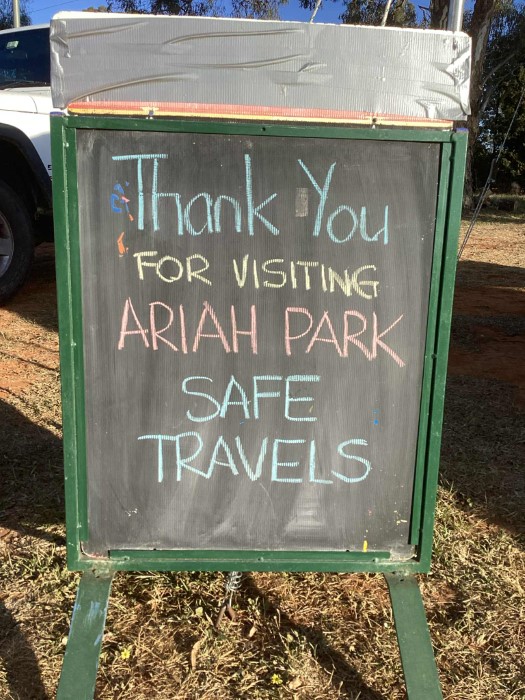 Thank You
FOR VISITING
ARIAH PARK
SAFE
TRAVELS